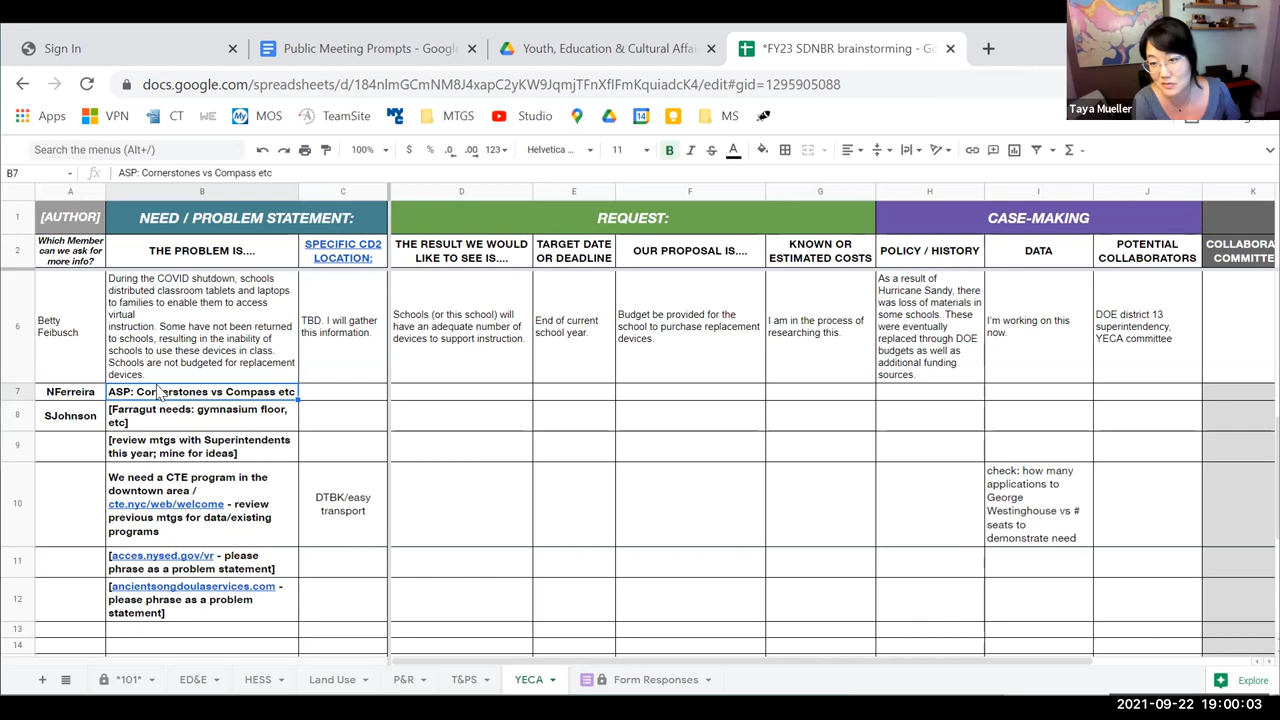 Sign In
Public Meeting Prompts - Google
Youth, Education & Cultural Affai
*FY23 SDNBR brainstorming - Go
Taya Mueller
docs.google.com/spreadsheets/d/184nlmGCmNM8J4xapC2yKW9JqmjTFnXfIFmKquiadcK4/edit#gid=1295905088
Apps
VPN
CT
WE
MOS
TeamSite
MTGS
Studio
14
MS
Search the menus (Alt+/)
100%
$ % .0 .00 123
Helvetica ...
11
B I S A
B7
fx
ASP: Cornerstones vs Compass etc
A B C D E F G H I J K
1
[AUTHOR]
NEED / PROBLEM STATEMENT:
REQUEST:
CASE-MAKING
2
Which Member
can we ask for
more info?
THE PROBLEM IS....
SPECIFIC CD2
LOCATION:
THE RESULT WE WOULD
LIKE TO SEE IS....
TARGET DATE
OR DEADLINE
OUR PROPOSAL IS....
KNOWN OR
ESTIMATED COSTS
POLICY / HISTORY
DATA
POTENTIAL
COLLABORATORS
COLLABORA
COMMITTE
6
Betty
Feibusch
During the COVID shutdown, schools
distributed classroom tablets and laptops
to families to enable them to access
virtual
instruction. Some have not been returned
to schools, resulting in the inability of
schools to use these devices in class.
Schools are not budgeted for replacement
devices.
TBD. I will gather
this information.
Schools (or this school) will
have an adequate number of
devices to support instruction.
End of current
school year.
Budget be provided for the
school to purchase replacement
devices.
I am in the process of
researching this.
As a result of
Hurricane Sandy, there
was loss of materials in
some schools. These
were eventually
replaced through DOE
budgets as well as
additional funding
sources.
I'm working on this
now.
DOE district 13
superintendency,
YECA committee
7
NFerreira
ASP: Cornerstones vs Compass etc
8
SJohnson
[Farragut needs: gymnasium floor,
etc]
9
[review mtgs with Superintendents
this year; mine for ideas]
10
We need a CTE program in the
downtown area /
cte.nyc/web/welcome - review
previous mtgs for data/existing
programs
DTBK/easy
transport
check: how many
applications to
George
Westinghouse vs #
seats to
demonstrate need
11
[acces.nysed.gov/vr - please
phrase as a problem statement]
12
[ancientsongdoulaservices.com -
please phrase as a problem
statement]
13
14
*101*
ED&E
HESS
Land Use
P&R
T&PS
YECA
Form Responses
Explore
2021-09-22 19:00:03